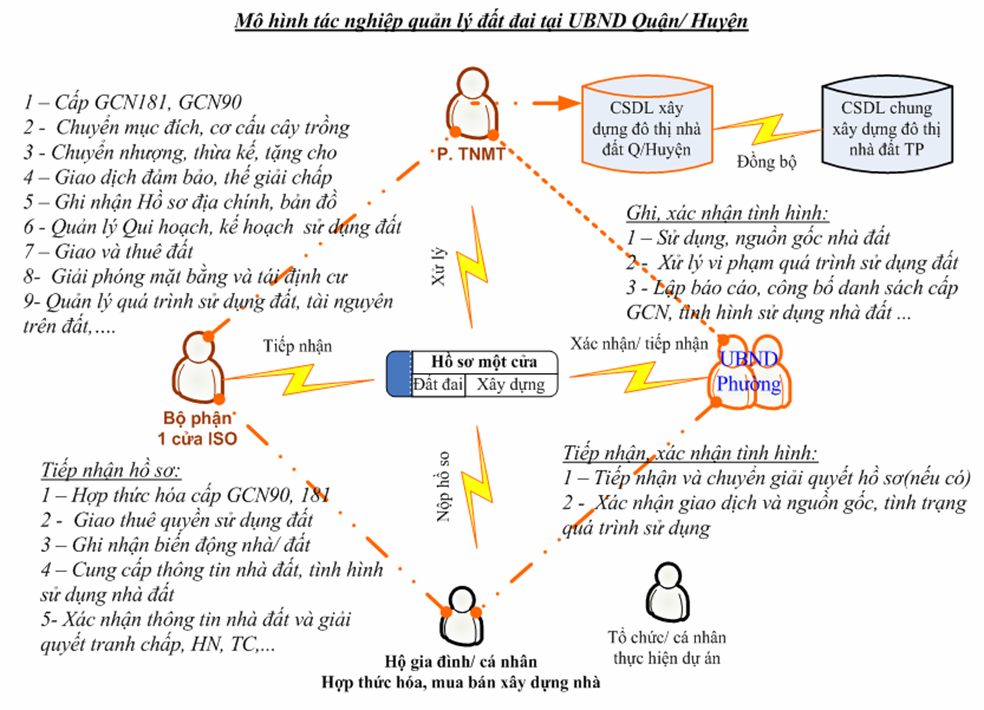 Mô hình tác nghiệp quản lý đất đai tại UBND Quận/ Huyện
1 – Cấp GCN181, GCN90
2 - Chuyển mục đích, cơ cấu cây trồng
3 - Chuyển nhượng, thừa kế, tặng cho
4 – Giao dịch đảm bảo, thế giải chấp
5 – Ghi nhận Hồ sơ địa chính, bản đồ
6 - Quản lý Qui hoạch, kế hoạch sử dụng đất
7 – Giao và thuê đất
8- Giải phóng mặt bằng và tái định cư
9- Quản lý quá trình sử dụng đất, tài nguyên
trên đất,….
P. TNMT
CSDL xây
dựng đô thị nhà
đất Q/Huyện
Đồng bộ
CSDL chung
xây dựng đô thị
nhà đất TP
Ghi, xác nhận tình hình:
1 – Sử dụng, nguồn gốc nhà đất
2 - Xử lý vi phạm quá trình sử dụng đất
3 - Lập báo cáo, công bố danh sách cấp
GCN, tình hình sử dụng nhà đất ...
Xử lý
Tiếp nhận
Xác nhận/ tiếp nhận
Hồ sơ một cửa
Đất đai
Xây dựng
UBND
Phường
Bộ phận
1 cửa ISO
Nộp hồ sơ
Tiếp nhận hồ sơ:
1 – Hợp thức hóa cấp GCN90, 181
2 - Giao thuê quyền sử dụng đất
3 – Ghi nhận biến động nhà/ đất
4 – Cung cấp thông tin nhà đất, tình hình
sử dụng nhà đất
5- Xác nhận thông tin nhà đất và giải
quyết tranh chấp, HN, TC,...
Tiếp nhận, xác nhận tình hình:
1 – Tiếp nhận và chuyển giải quyết hồ sơ(nếu có)
2 - Xác nhận giao dịch và nguồn gốc, tình trạng
quá trình sử dụng
Hộ gia đình/ cá nhân
Hợp thức hóa, mua bán xây dựng nhà
Tổ chức/ cá nhân
thực hiện dự án